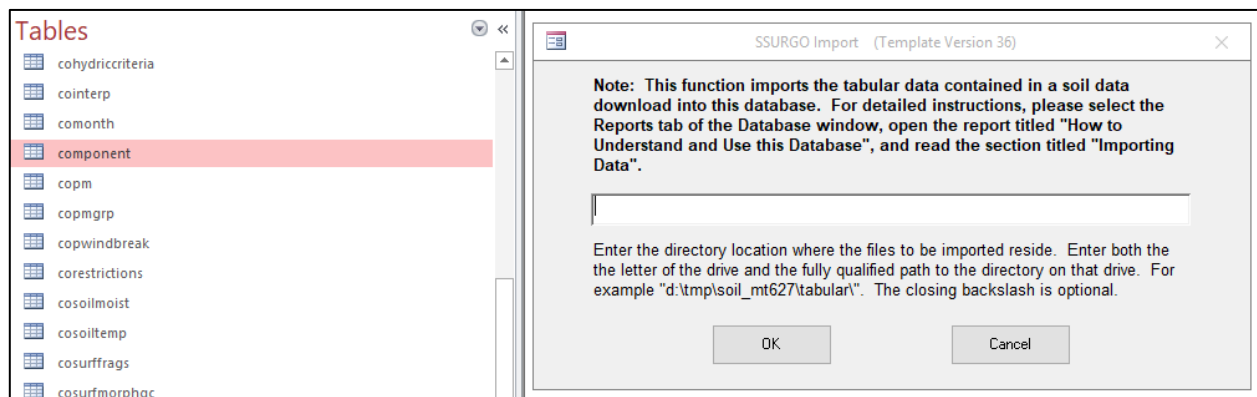 Tables
«
cohydriccriteria
cointerp
comonth
component
copm
copmgrp
copwindbreak
corestrictions
cosoilmoist
cosoiltemp
cosurffrags
cosurfmorphgc
SSURGO Import (Template Version 36)
Note: This function imports the tabular data contained in a soil data
download into this database. For detailed instructions, please select the
Reports tab of the Database window, open the report titled "How to
Understand and Use this Database", and read the section titled "Importing
Data".
Enter the directory location where the files to be imported reside. Enter both the
the letter of the drive and the fully qualified path to the directory on that drive. For
example "d:\tmp\soil_mt627\tabular\". The closing backslash is optional.
OK
Cancel